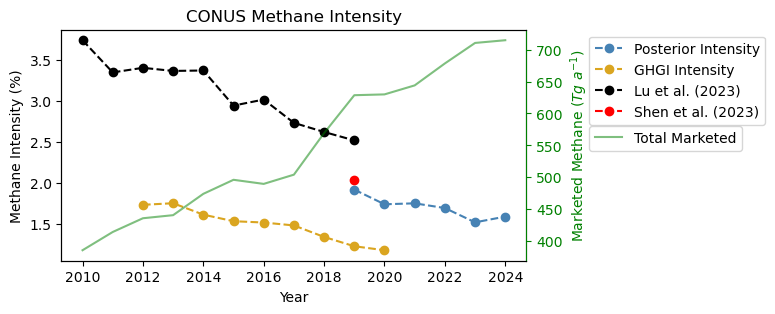 CONUS Methane Intensity
Methane Intensity (%)
3.5
3.0
2.5
2.0
1.5
2010
2012
2014
2016
2018
2020
2022
2024
Year
700
650
600
550
500
450
400
Marketed Methane (Tg a⁻¹)
Posterior Intensity
GHGI Intensity
Lu et al. (2023)
Shen et al. (2023)
Total Marketed